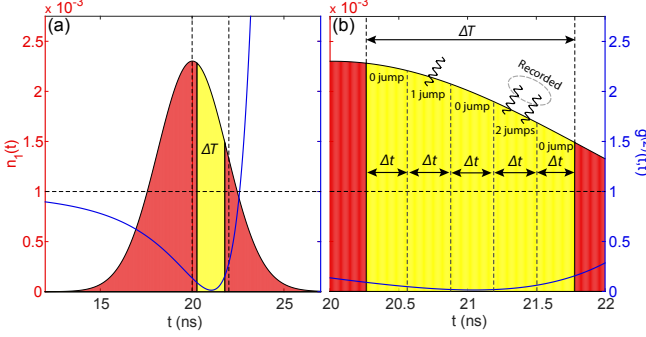 × 10⁻³
(a)
2.5
2
1.5
1
0.5
0
n₁(t)
ΔT
15
20
25
t (ns)
× 10⁻³
(b)
ΔT
Recorded
0 jump
1 jump
0 jump
2 jumps
0 jump
Δt
Δt
Δt
Δt
Δt
2.5
2
1.5
1
0.5
0
g⁽²⁾(t,t)
20
20.5
21
21.5
22
t (ns)